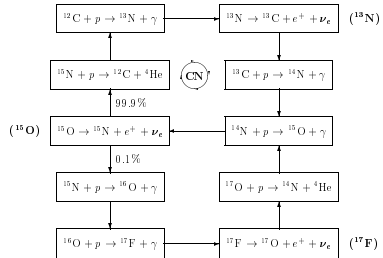 ¹²C + p → ¹³N + γ
¹³N → ¹³C + e⁺ + νₑ (¹³N)
¹⁵N + p → ¹²C + ⁴He
CN
¹³C + p → ¹⁴N + γ
99.9%
(¹⁵O) ¹⁵O → ¹⁵N + e⁺ + νₑ
¹⁴N + p → ¹⁵O + γ
0.1%
¹⁵N + p → ¹⁶O + γ
¹⁷O + p → ¹⁴N + ⁴He
¹⁶O + p → ¹⁷F + γ
¹⁷F → ¹⁷O + e⁺ + νₑ (¹⁷F)